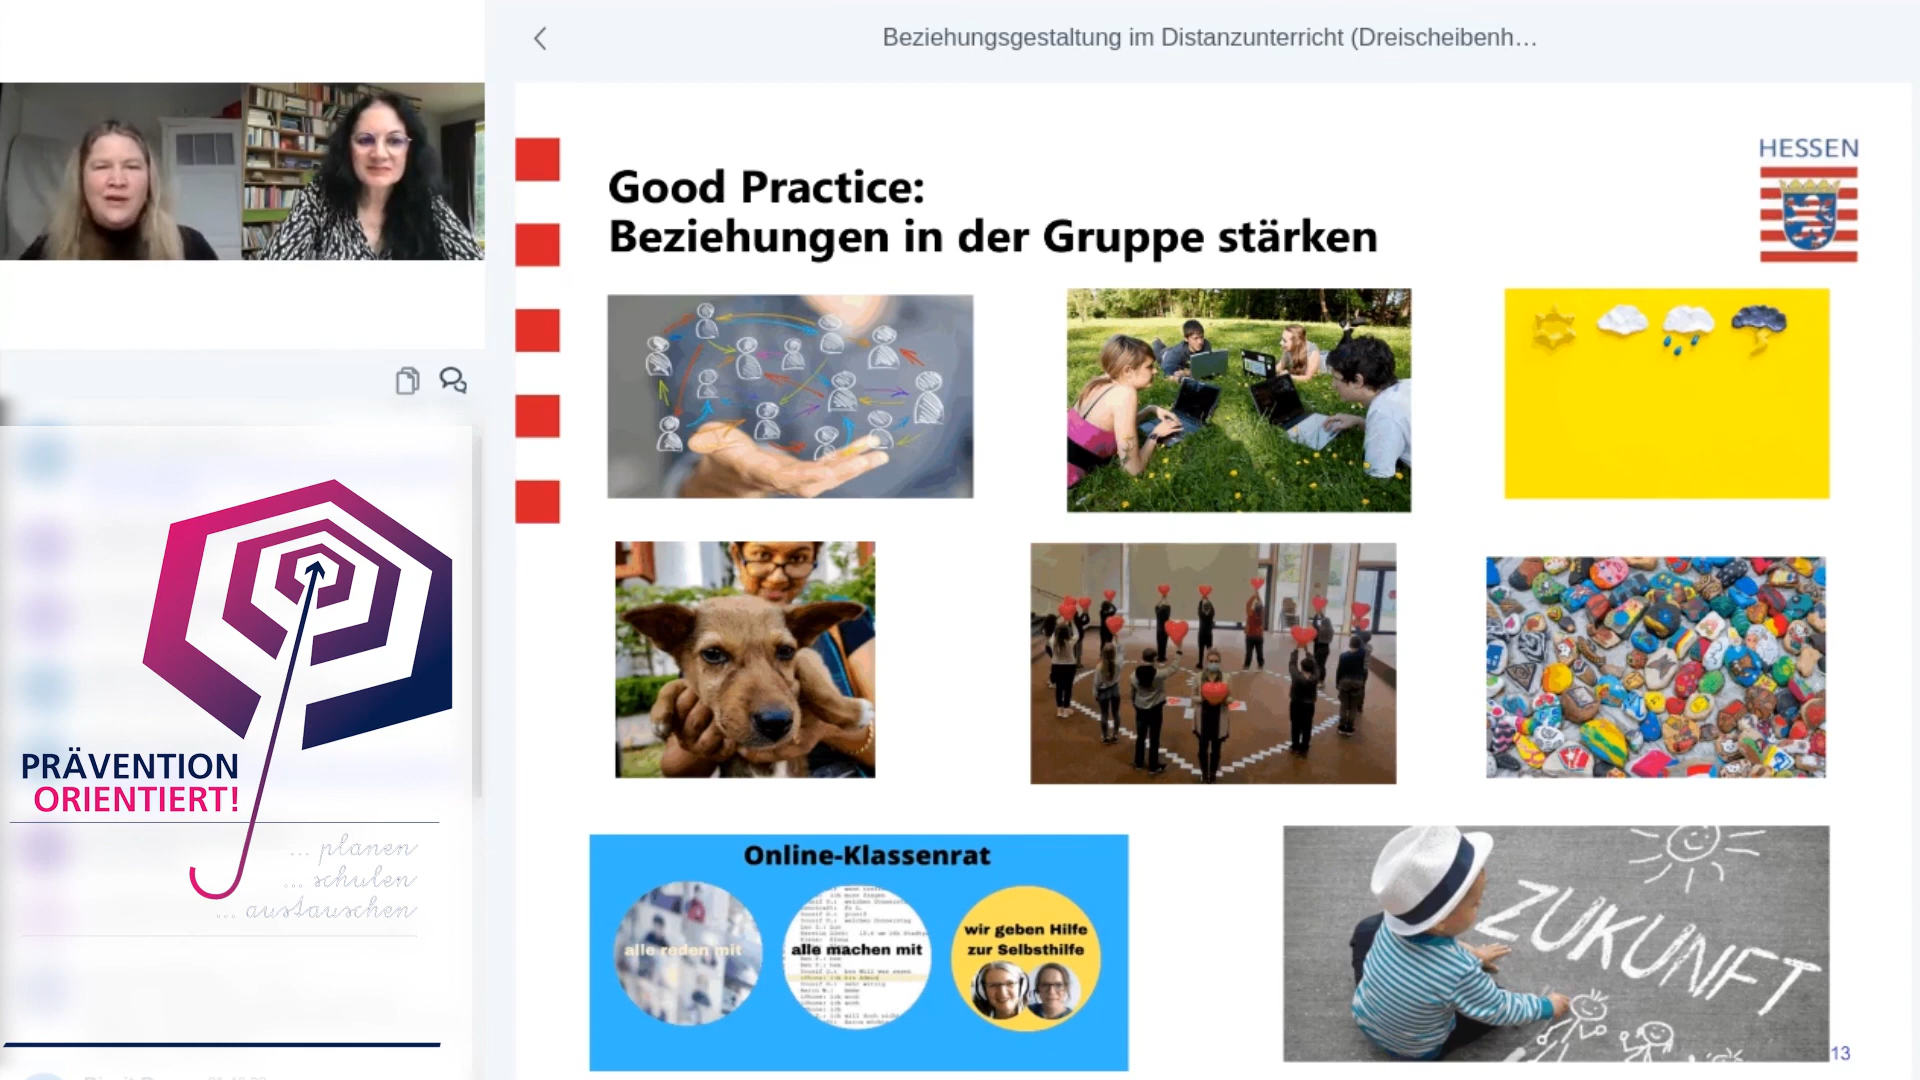 Beziehungsgestaltung im Distanzunterricht (Dreischeibenh…
HESSEN
Good Practice:
Beziehungen in der Gruppe stärken
PRÄVENTION
ORIENTIERT!
... planen
... schulen
... austauschen
Online-Klassenrat
alle reden mit
alle machen mit
wir geben Hilfe
zur Selbsthilfe
ZUKUNFT
13